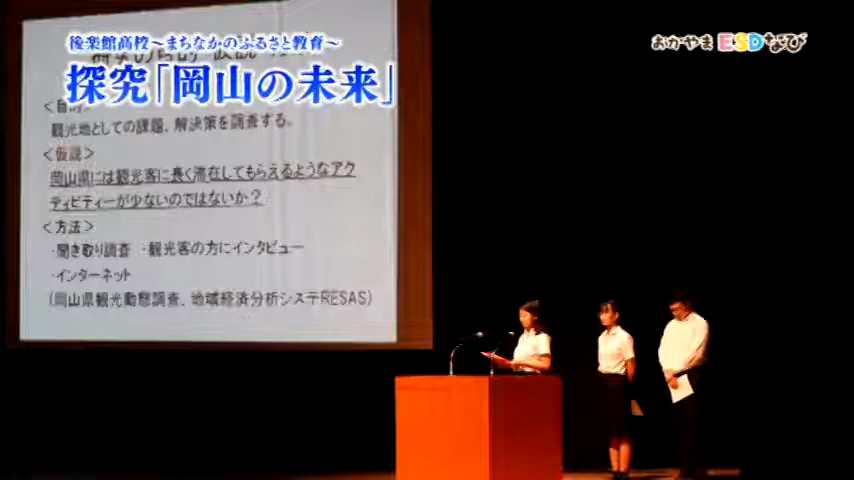 後楽館高校～まちなかのふるさと教育～
おかやまESDなび
探究「岡山の未来」
観光地としての課題、解決策を調査する。
<仮説>
岡山県には観光客に長く滞在してもらえるようなアク
ティビティーが少ないのではないか？
<方法>
・聞き取り調査 ・観光客の方にインタビュー
・インターネット
(岡山県観光動態調査、地域経済分析システRESAS)